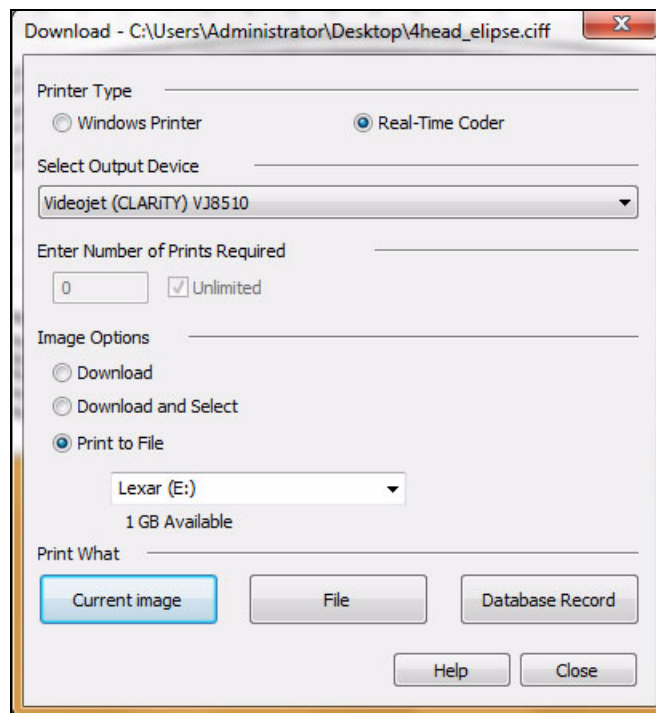 Download - C:\Users\Administrator\Desktop\4head_elipse.ciff
Printer Type
Windows Printer
Real-Time Coder
Select Output Device
Videojet (CLARiTY) VJ8510
Enter Number of Prints Required
0
Unlimited
Image Options
Download
Download and Select
Print to File
Lexar (E:)
1 GB Available
Print What
Current image
File
Database Record
Help
Close